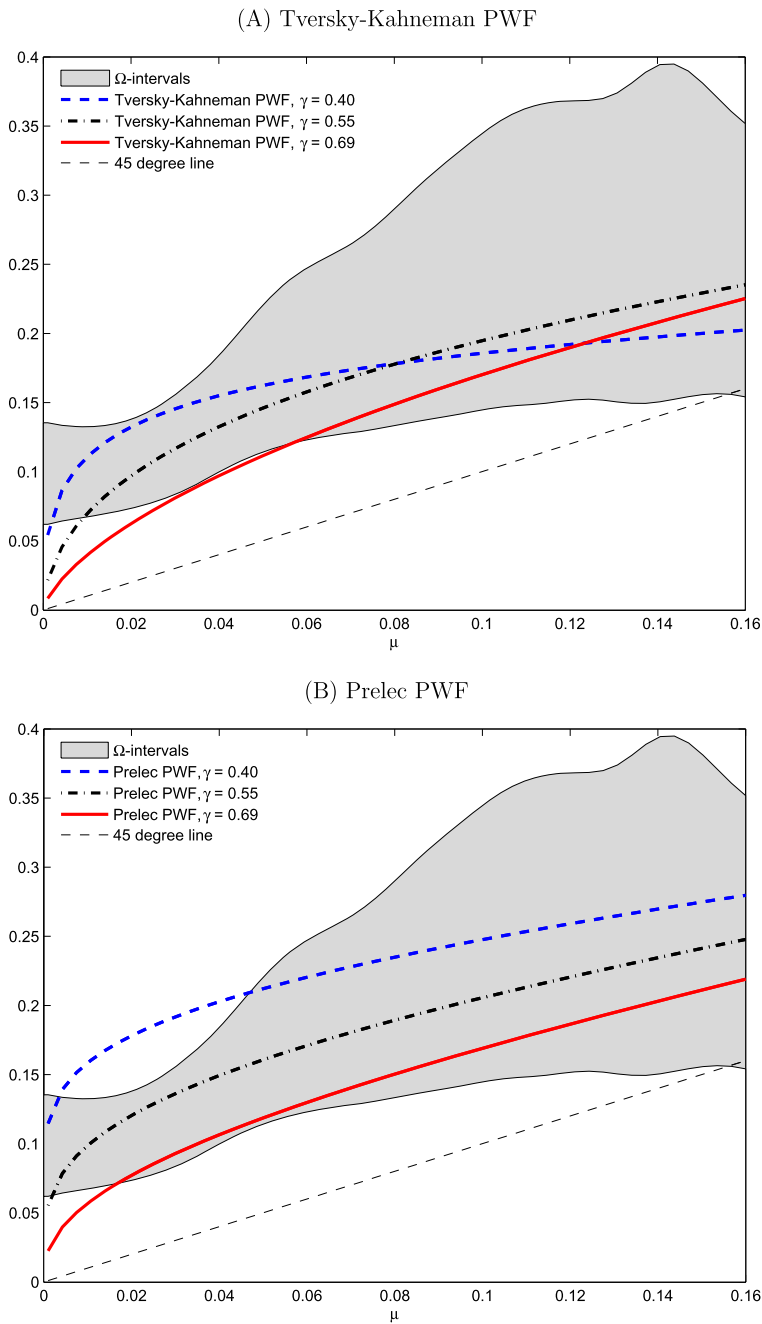 (A) Tversky-Kahneman PWF
0.4
0.35
0.3
0.25
0.2
0.15
0.1
0.05
0
Ω-intervals
Tversky-Kahneman PWF, γ = 0.40
Tversky-Kahneman PWF, γ = 0.55
Tversky-Kahneman PWF, γ = 0.69
45 degree line
0 0.02 0.04 0.06 0.08 0.1 0.12 0.14 0.16
μ
(B) Prelec PWF
0.4
0.35
0.3
0.25
0.2
0.15
0.1
0.05
0
Ω-intervals
Prelec PWF, γ = 0.40
Prelec PWF, γ = 0.55
Prelec PWF, γ = 0.69
45 degree line
0 0.02 0.04 0.06 0.08 0.1 0.12 0.14 0.16
μ